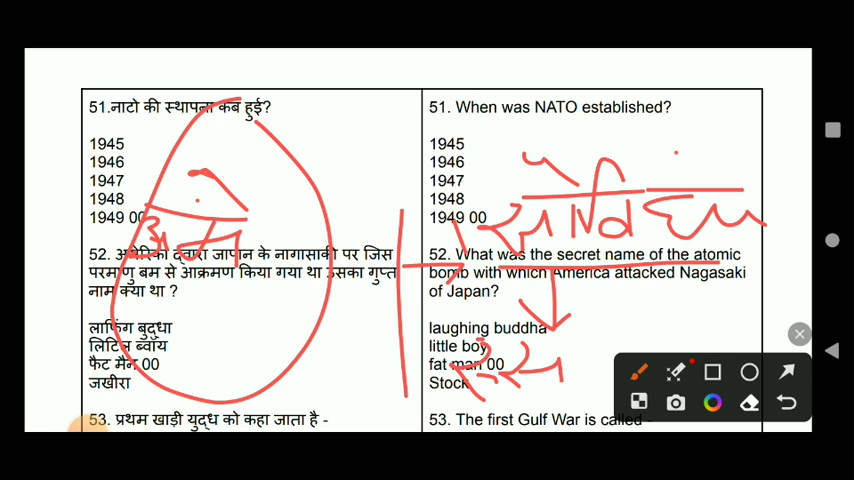 51.नाटो की स्थापना कब हुई?
1945
1946
1947
1948
1949 00
52. अमेरिका द्वारा जापान के नागासाकी पर जिस
परमाणु बम से आक्रमण किया गया था उसका गुप्त
नाम क्या था ?
लाफिंग बुद्धा
लिटिल ब्वॉय
फैट मैन 00
जखीरा
53. प्रथम खाड़ी युद्ध को कहा जाता है -
51. When was NATO established?
1945
1946
1947
1948
1949 00
52. What was the secret name of the atomic
bomb with which America attacked Nagasaki
of Japan?
laughing buddha
little boy
fat man 00
Stock
53. The first Gulf War is called -